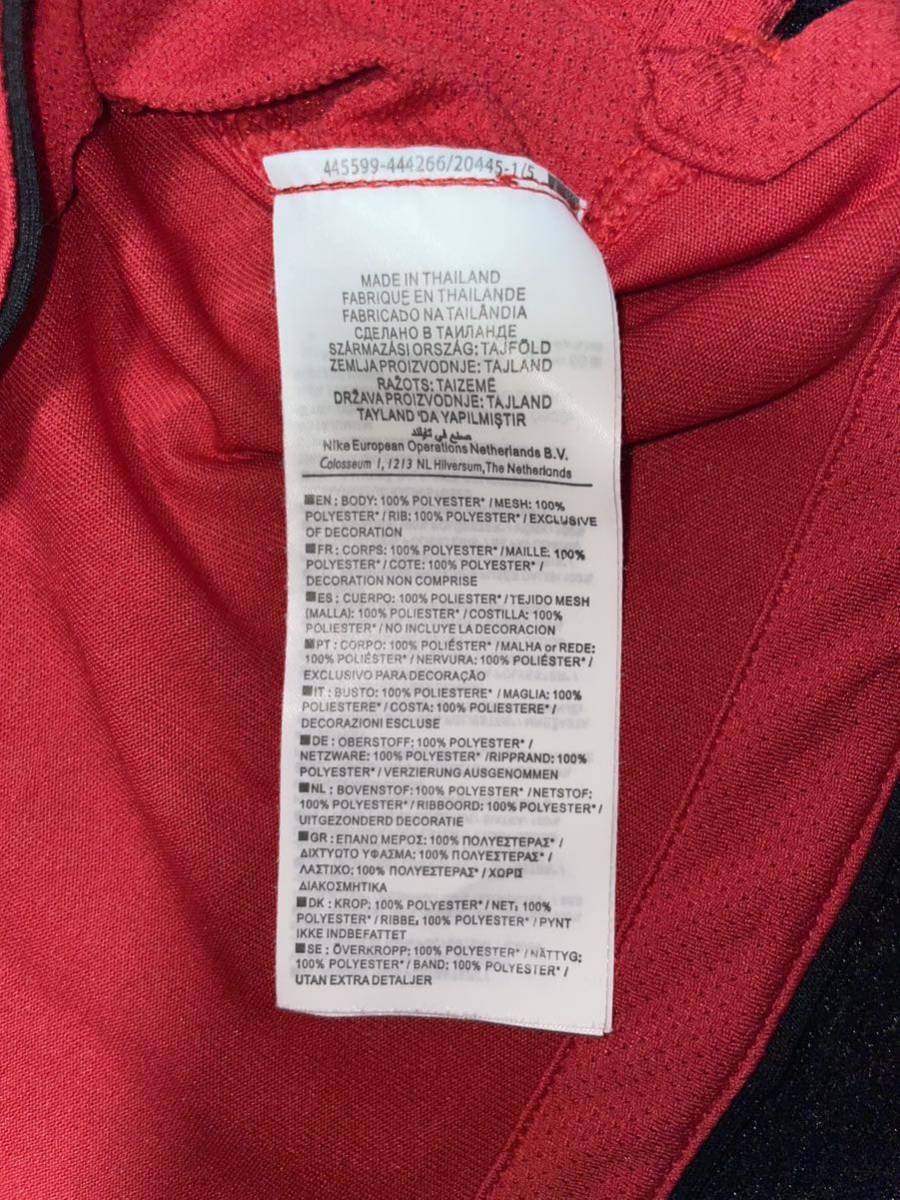 445599-444266/20445-1/5
MADE IN THAILAND
FABRIQUE EN THAILANDE
FABRICADO NA TAILÂNDIA
СДЕЛАНО В ТАИЛАНДЕ
SZÁRMAZÁSI ORSZÁG: TAJFÖLD
ZEMLJA PROIZVODNJE: TAJLAND
RAŽOTS: TAIZEMĒ
DRŽAVA PROIZVODNJE: TAJLAND
TAYLAND 'DA YAPILMIŞTIR
صنع في تايلاند
Nike European Operations Netherlands B.V.
Colosseum 1, 1213 NL Hilversum, The Netherlands
■EN : BODY: 100% POLYESTER* / MESH: 100%
POLYESTER* / RIB: 100% POLYESTER* / EXCLUSIVE
OF DECORATION
■FR : CORPS: 100% POLYESTER* / MAILLE: 100%
POLYESTER* / COTE: 100% POLYESTER* /
DECORATION NON COMPRISE
■ES : CUERPO: 100% POLIESTER* / TEJIDO MESH
(MALLA): 100% POLIESTER* / COSTILLA: 100%
POLIESTER* / NO INCLUYE LA DECORACION
■PT : CORPO: 100% POLIÉSTER* / MALHA or REDE:
100% POLIÉSTER* / NERVURA: 100% POLIÉSTER* /
EXCLUSIVO PARA DECORAÇÃO
■IT : BUSTO: 100% POLIESTERE* / MAGLIA: 100%
POLIESTERE* / COSTA: 100% POLIESTERE* /
DECORAZIONI ESCLUSE
■DE : OBERSTOFF: 100% POLYESTER* /
NETZWARE: 100% POLYESTER* /RIPPRAND: 100%
POLYESTER* / VERZIERUNG AUSGENOMMEN
■NL : BOVENSTOF: 100% POLYESTER* / NETSTOF:
100% POLYESTER* / RIBBOORD: 100% POLYESTER* /
UITGEZONDERD DECORATIE
■GR : ΕΠΑΝΩ ΜΕΡΟΣ: 100% ΠΟΛΥΕΣΤΕΡΑΣ* /
ΔΙΧΤΥΩΤΟ ΥΦΑΣΜΑ: 100% ΠΟΛΥΕΣΤΕΡΑΣ* /
ΛΑΣΤΙΧΟ: 100% ΠΟΛΥΕΣΤΕΡΑΣ* / ΧΩΡΙΣ
ΔΙΑΚΟΣΜΗΤΙΚΑ
■DK : KROP: 100% POLYESTER* / NET: 100%
POLYESTER* / RIBBE: 100% POLYESTER* / PYNT
IKKE INDBEFATTET
■SE : ÖVERKROPP: 100% POLYESTER* / NÄTTYG:
100% POLYESTER* / BAND: 100% POLYESTER* /
UTAN EXTRA DETALJER